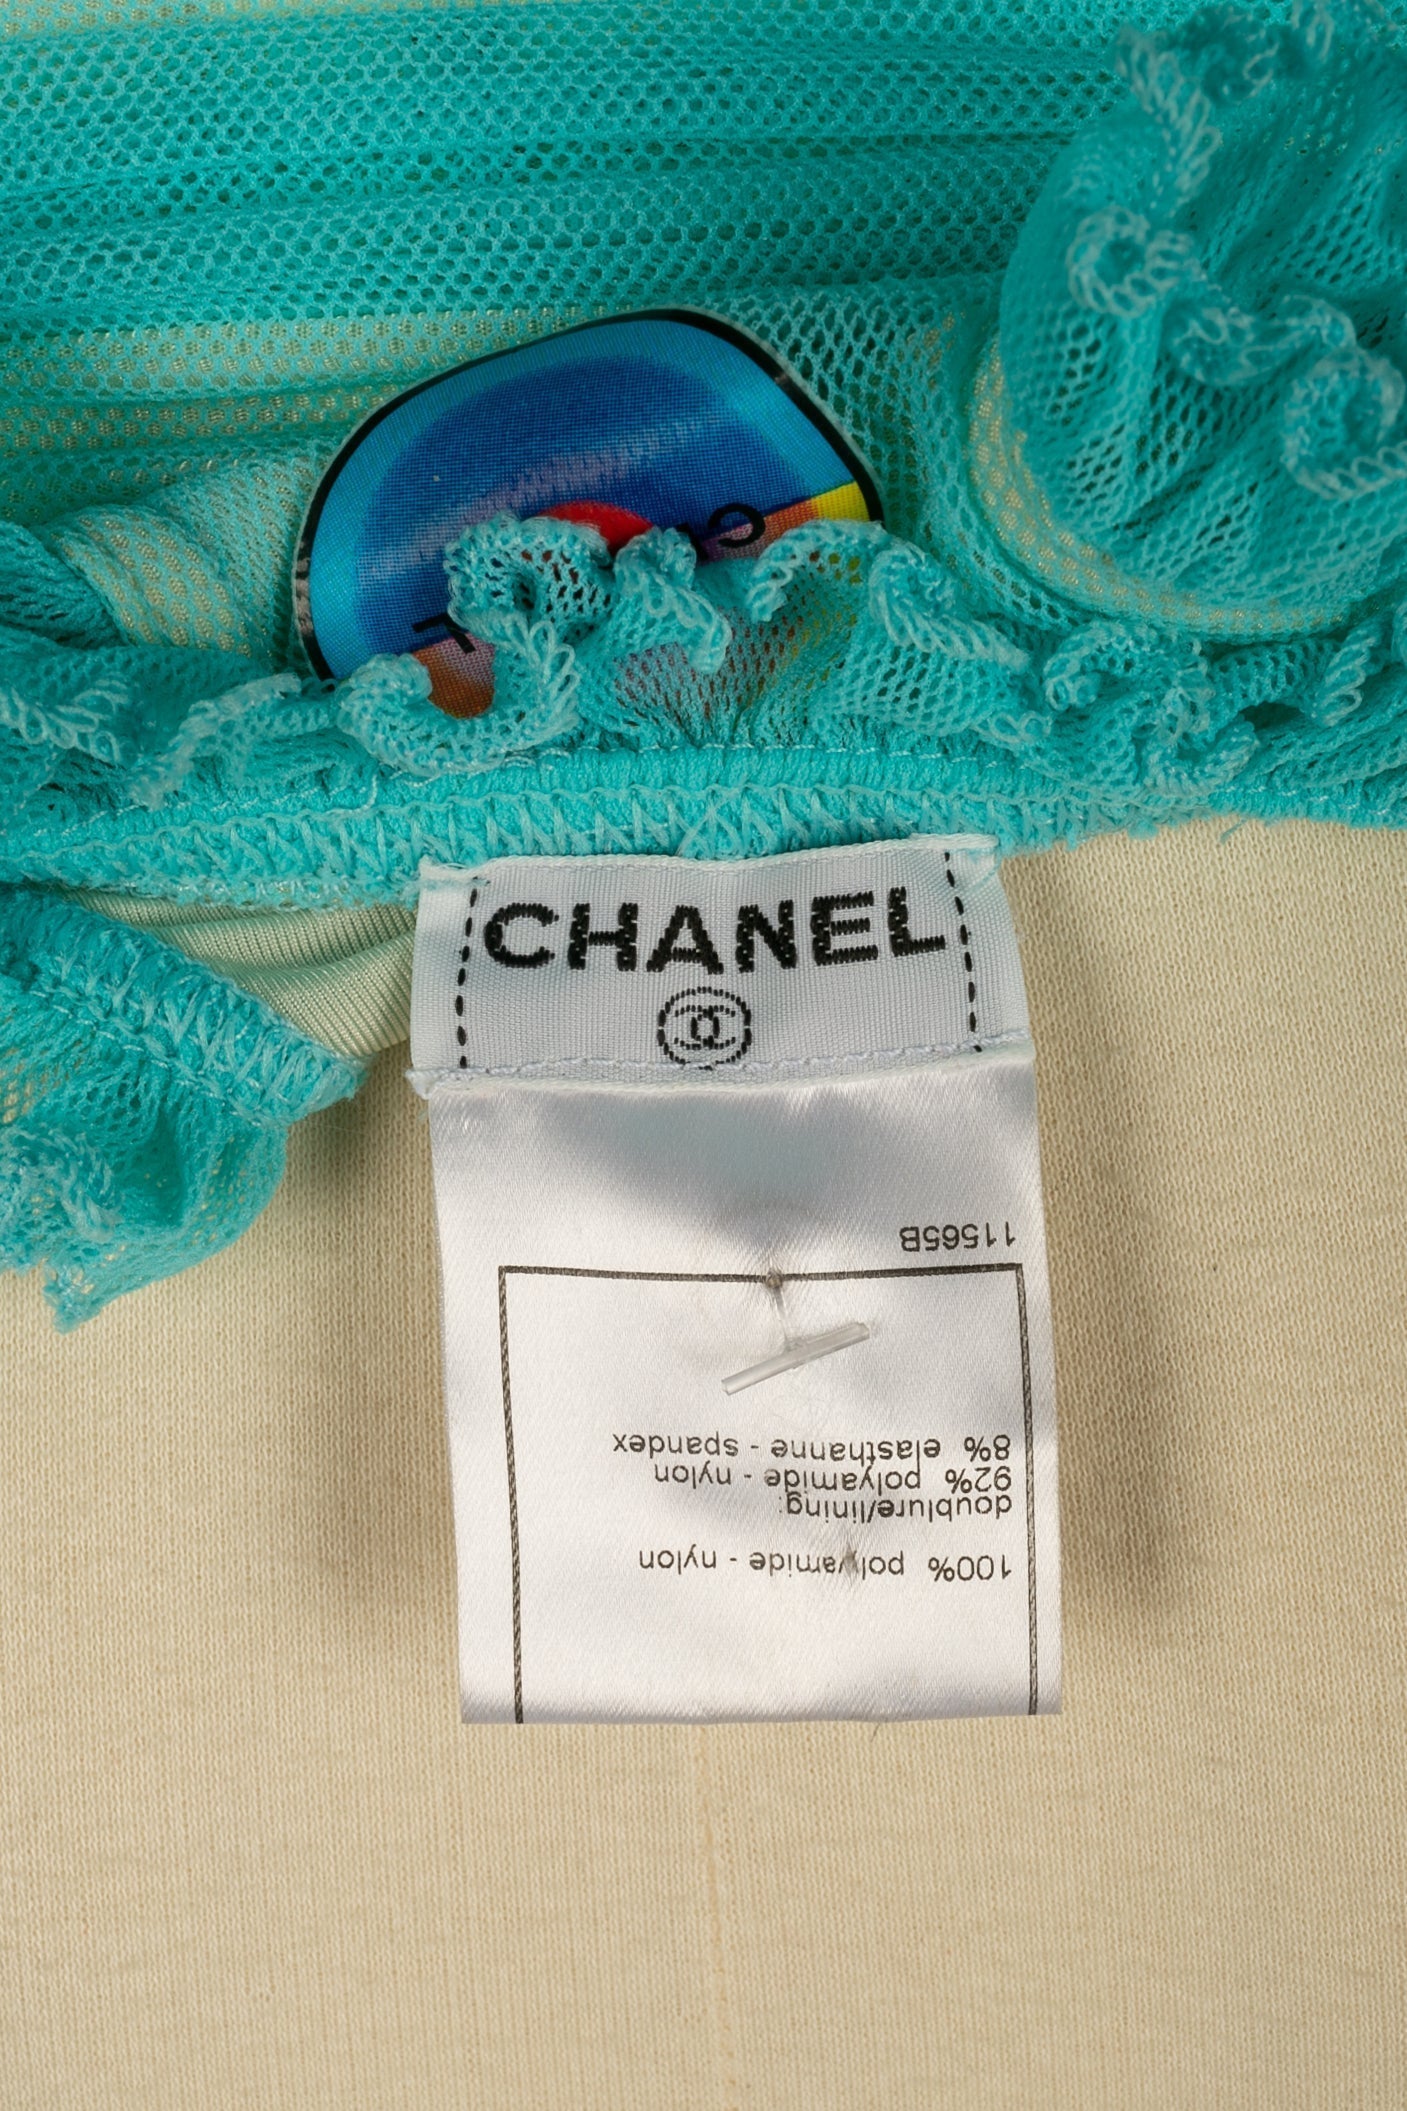 CHANEL
100% polyamide - nylon
doublure/lining:
92% polyamide - nylon
8% elasthanne - spandex
11565B